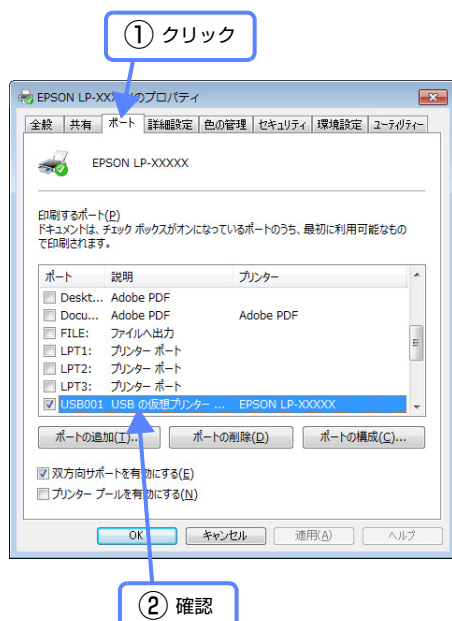 ① クリック
EPSON LP-XX のプロパティ
全般 共有 ポート 詳細設定 色の管理 セキュリティ 環境設定 ユーティリティー
EPSON LP-XXXXX
印刷するポート(P)
ドキュメントは、チェック ボックスがオンになっているポートのうち、最初に利用可能なもの
で印刷されます。
ポート 説明 プリンター
Deskt... Adobe PDF
Docu... Adobe PDF Adobe PDF
FILE: ファイルへ出力
LPT1: プリンター ポート
LPT2: プリンター ポート
LPT3: プリンター ポート
USB001 USB の仮想プリンター ... EPSON LP-XXXXX
ポートの追加(T)... ポートの削除(D) ポートの構成(C)...
双方向サポートを有効にする(E)
プリンター プールを有効にする(N)
OK キャンセル 適用(A) ヘルプ
② 確認